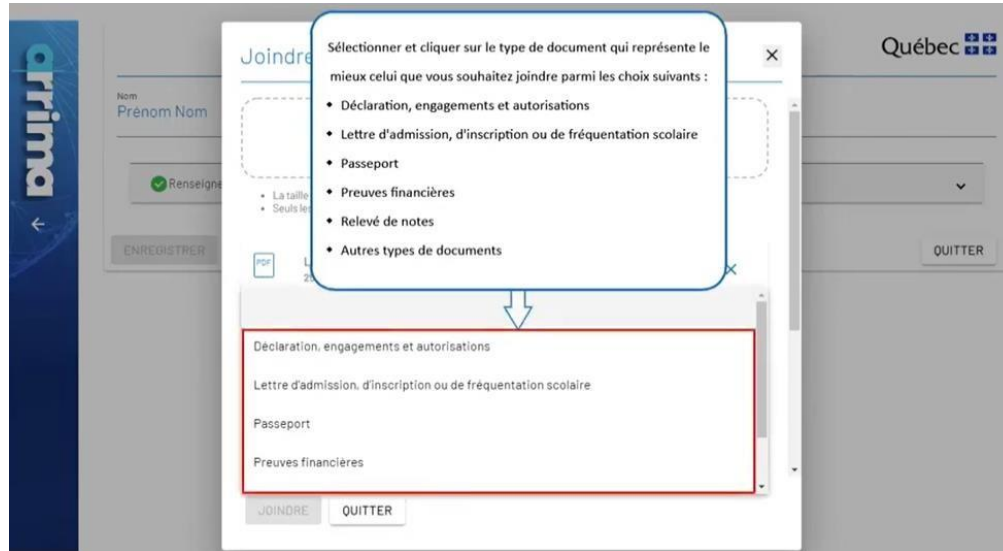 arrima
Québec
Nom
Prénom Nom
Renseigne
ENREGISTRER
QUITTER
Joindre
Sélectionner et cliquer sur le type de document qui représente le
mieux celui que vous souhaitez joindre parmi les choix suivants :
Déclaration, engagements et autorisations
Lettre d'admission, d'inscription ou de fréquentation scolaire
Passeport
Preuves financières
Relevé de notes
Autres types de documents
La taille
Seuls les
PDF
Déclaration, engagements et autorisations
Lettre d'admission, d'inscription ou de fréquentation scolaire
Passeport
Preuves financières
JOINDRE
QUITTER